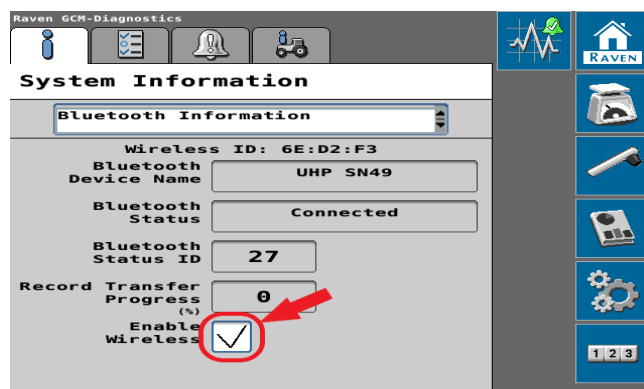 Raven GCM-Diagnostics
System Information
Bluetooth Information
Wireless ID: 6E:D2:F3
Bluetooth
Device Name
UHP SN49
Bluetooth
Status
Connected
Bluetooth
Status ID
27
Record Transfer
Progress
(%)
0
Enable
Wireless
RAVEN
1 2 3